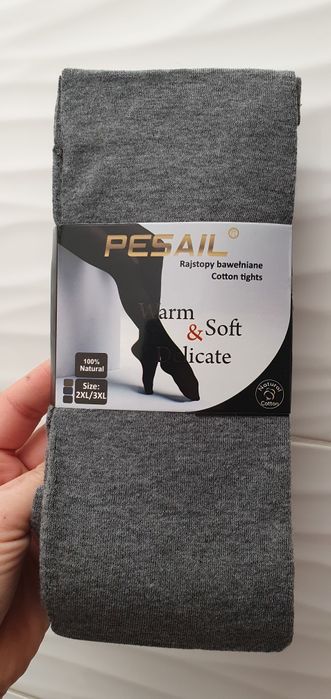 PESAIL®
Rajstopy bawełniane
Cotton tights
Warm
& Soft
Delicate
100%
Natural
Size:
2XL/3XL
Natural
Cotton